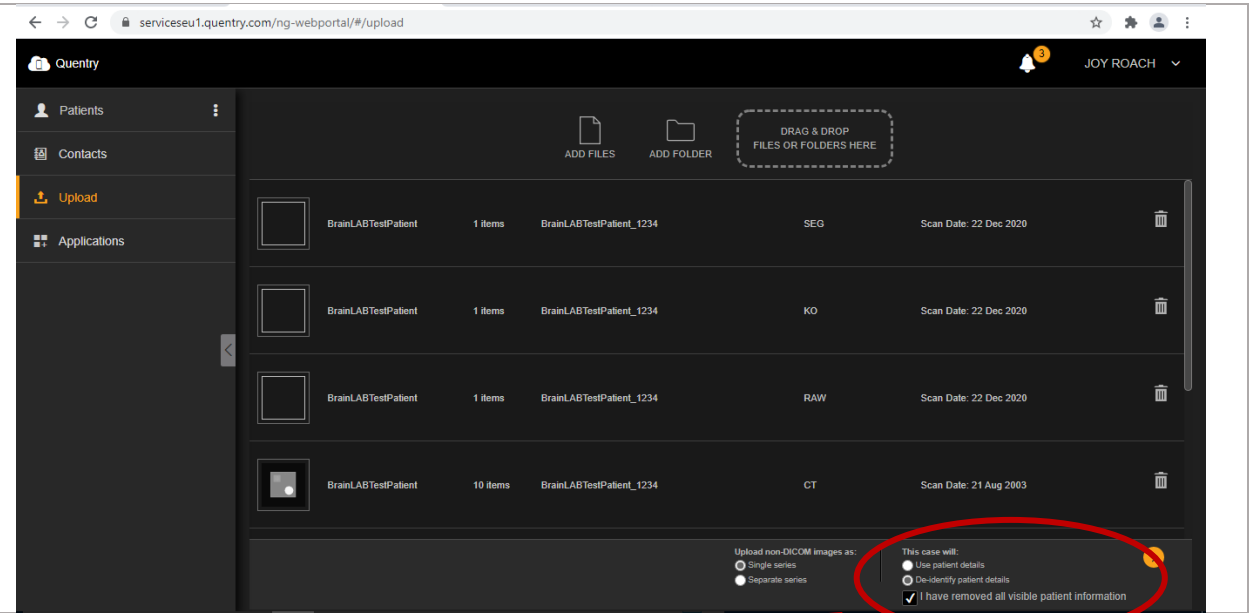 serviceseu1.quentry.com/ng-webportal/#/upload
Quentry
3
JOY ROACH
Patients
Contacts
Upload
Applications
ADD FILES
ADD FOLDER
DRAG & DROP
FILES OR FOLDERS HERE
BrainLABTestPatient 1 items BrainLABTestPatient_1234 SEG Scan Date: 22 Dec 2020
BrainLABTestPatient 1 items BrainLABTestPatient_1234 KO Scan Date: 22 Dec 2020
BrainLABTestPatient 1 items BrainLABTestPatient_1234 RAW Scan Date: 22 Dec 2020
BrainLABTestPatient 10 items BrainLABTestPatient_1234 CT Scan Date: 21 Aug 2003
Upload non-DICOM images as:
Single series
Separate series
This case will:
Use patient details
De-identify patient details
I have removed all visible patient information